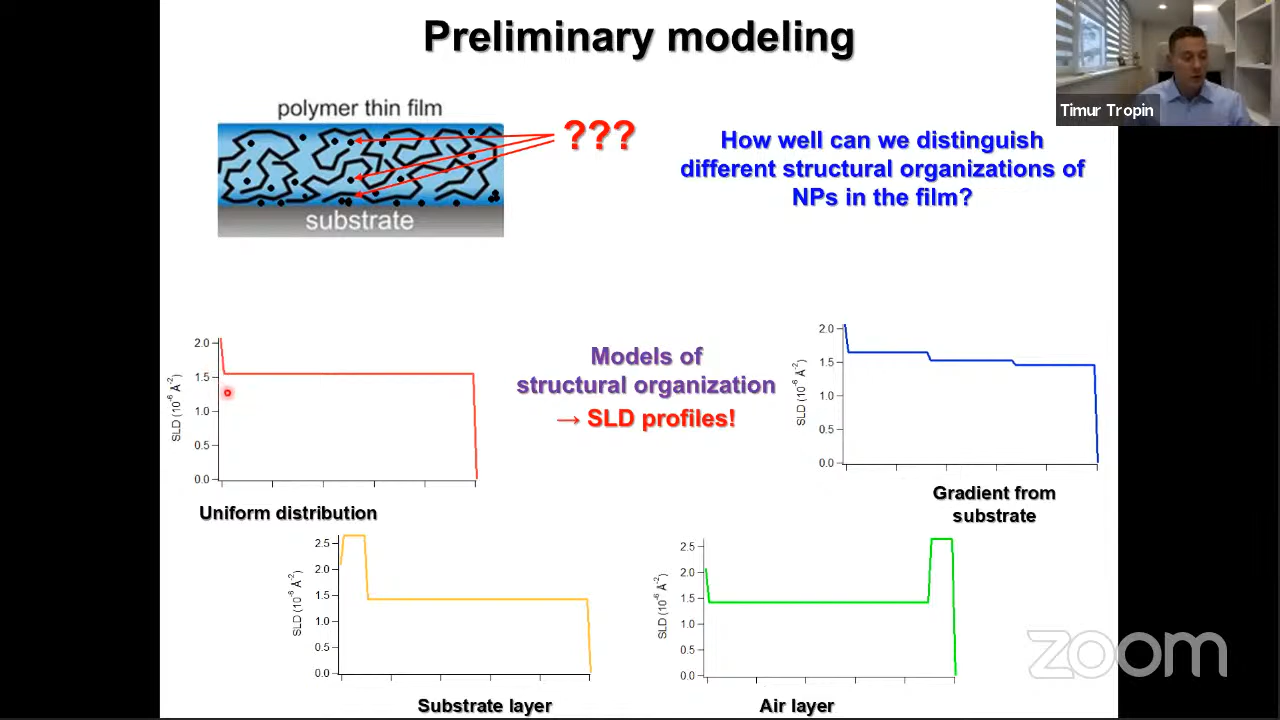 Preliminary modeling
Timur Tropin
polymer thin film
???
substrate
How well can we distinguish
different structural organizations of
NPs in the film?
2.0
1.5
1.0
0.5
0.0
SLD (10⁻⁶ Å⁻²)
Uniform distribution
Models of
structural organization
→ SLD profiles!
2.0
1.5
1.0
0.5
0.0
SLD (10⁻⁶ Å⁻²)
Gradient from
substrate
2.5
2.0
1.5
1.0
0.5
0.0
SLD (10⁻⁶ Å⁻²)
Substrate layer
2.5
2.0
1.5
1.0
0.5
0.0
SLD (10⁻⁶ Å⁻²)
Air layer
zoom